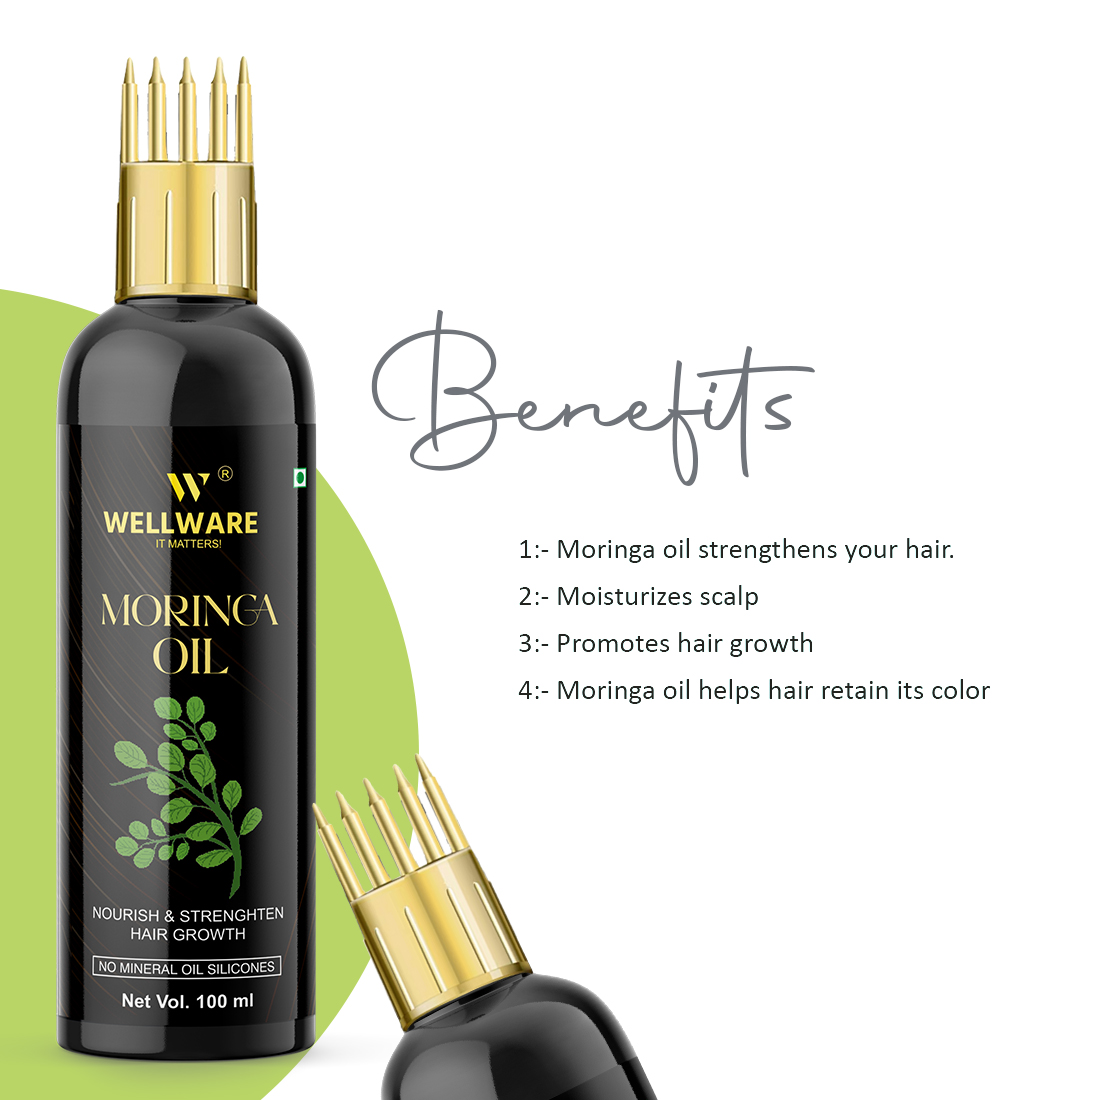 Benefits
1:- Moringa oil strengthens your hair.
2:- Moisturizes scalp
3:- Promotes hair growth
4:- Moringa oil helps hair retain its color
W ®
WELLWARE
IT MATTERS!
MORINGA
OIL
NOURISH & STRENGHTEN
HAIR GROWTH
NO MINERAL OIL SILICONES
Net Vol. 100 ml